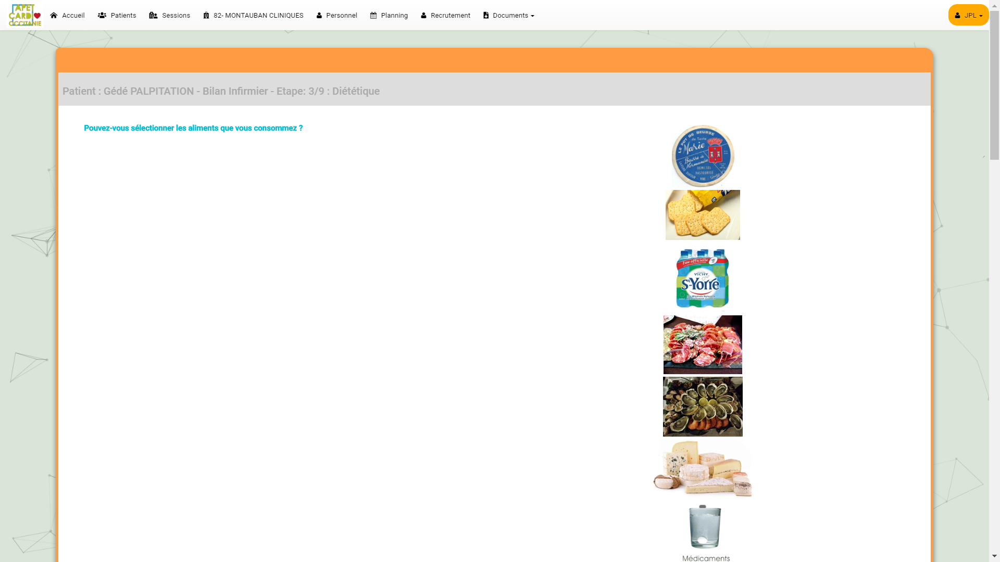 APET
CARDI
OCCITANIE
Accueil
Patients
Sessions
82- MONTAUBAN CLINIQUES
Personnel
Planning
Recrutement
Documents
JPL
Patient : Gédé PALPITATION - Bilan Infirmier - Etape: 3/9 : Diététique
Pouvez-vous sélectionner les aliments que vous consommez ?
LE POT DE BEURRE
de Tante
Marie
Beurre de
Normandie
DEMI-SEL
PASTEURISÉ
Eau officielle
VICHY
St-Yorre
Médicaments